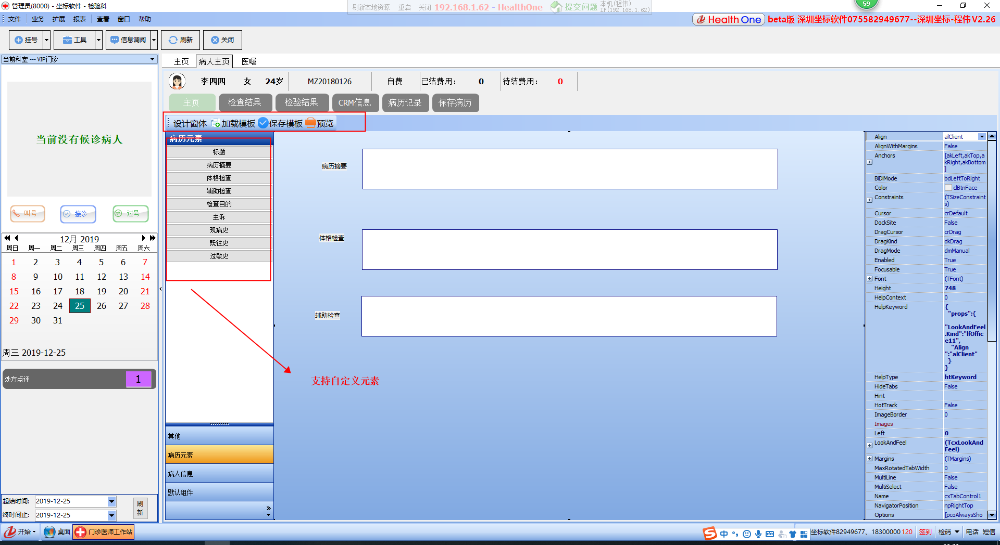 管理员(8000) - 坐标软件 - 检验科
刷新本地资源 重启 关闭 192.168.1.62 - HealthOne 提交问题 本机(程伟)
IP(192.168.1.62)
59
文件 业务 扩展 报表 查看 窗口 帮助
Health One beta版 深圳坐标软件075582949677--深圳坐标-程伟 V2.26
挂号 工具 信息调阅 刷新 关闭
当前科室 --- VIP门诊
主页 病人主页 医嘱
李四四 女 24岁 MZ20180126 自费 已结费用： 0 待结费用： 0
主页 检查结果 检验结果 CRM信息 病历记录 保存病历
设计窗体 加载模板 保存模板 预览
当前没有候诊病人
叫号 接诊 过号
12月 2019
周日 周一 周二 周三 周四 周五 周六
1 2 3 4 5 6 7
8 9 10 11 12 13 14
15 16 17 18 19 20 21
22 23 24 25 26 27 28
29 30 31
周三 2019-12-25
处方点评 1
起始时间: 2019-12-25
终时间止: 2019-12-25
刷
新
病历元素
标题
病历摘要
体格检查
辅助检查
检查目的
主诉
现病史
既往史
过敏史
其他
病历元素
病人信息
默认组件
病历摘要
体格检查
辅助检查
支持自定义元素
Align alClient
AlignWithMargins False
Anchors [akLeft,akTop,a
kRight,akBottom
]
BiDiMode bdLeftToRight
Color clBtnFace
Constraints (TSizeConstraint
s)
Cursor crDefault
DockSite False
DragCursor crDrag
DragKind dkDrag
DragMode dmManual
Enabled True
Focusable True
Font (TFont)
Height 748
HelpContext 0
HelpKeyword {
"props":{
"LookAndFeel
.Kind":"lfOffic
e11",
"Align
":"alClient"
}
}
HelpType htKeyword
HideTabs False
Hint
HotTrack False
ImageBorder 0
Images
Left 0
LookAndFeel (TcxLookAnd
Feel)
Margins (TMargins)
MaxRotatedTabWidth 0
MultiLine False
MultiSelect False
Name cxTabControl1
NavigatorPosition npRightTop
Options [pcoAlwaysSho
开始 桌面 门诊医师工作站
中
坐标软件82949677、18300000 120 签到 检码 电话 短信